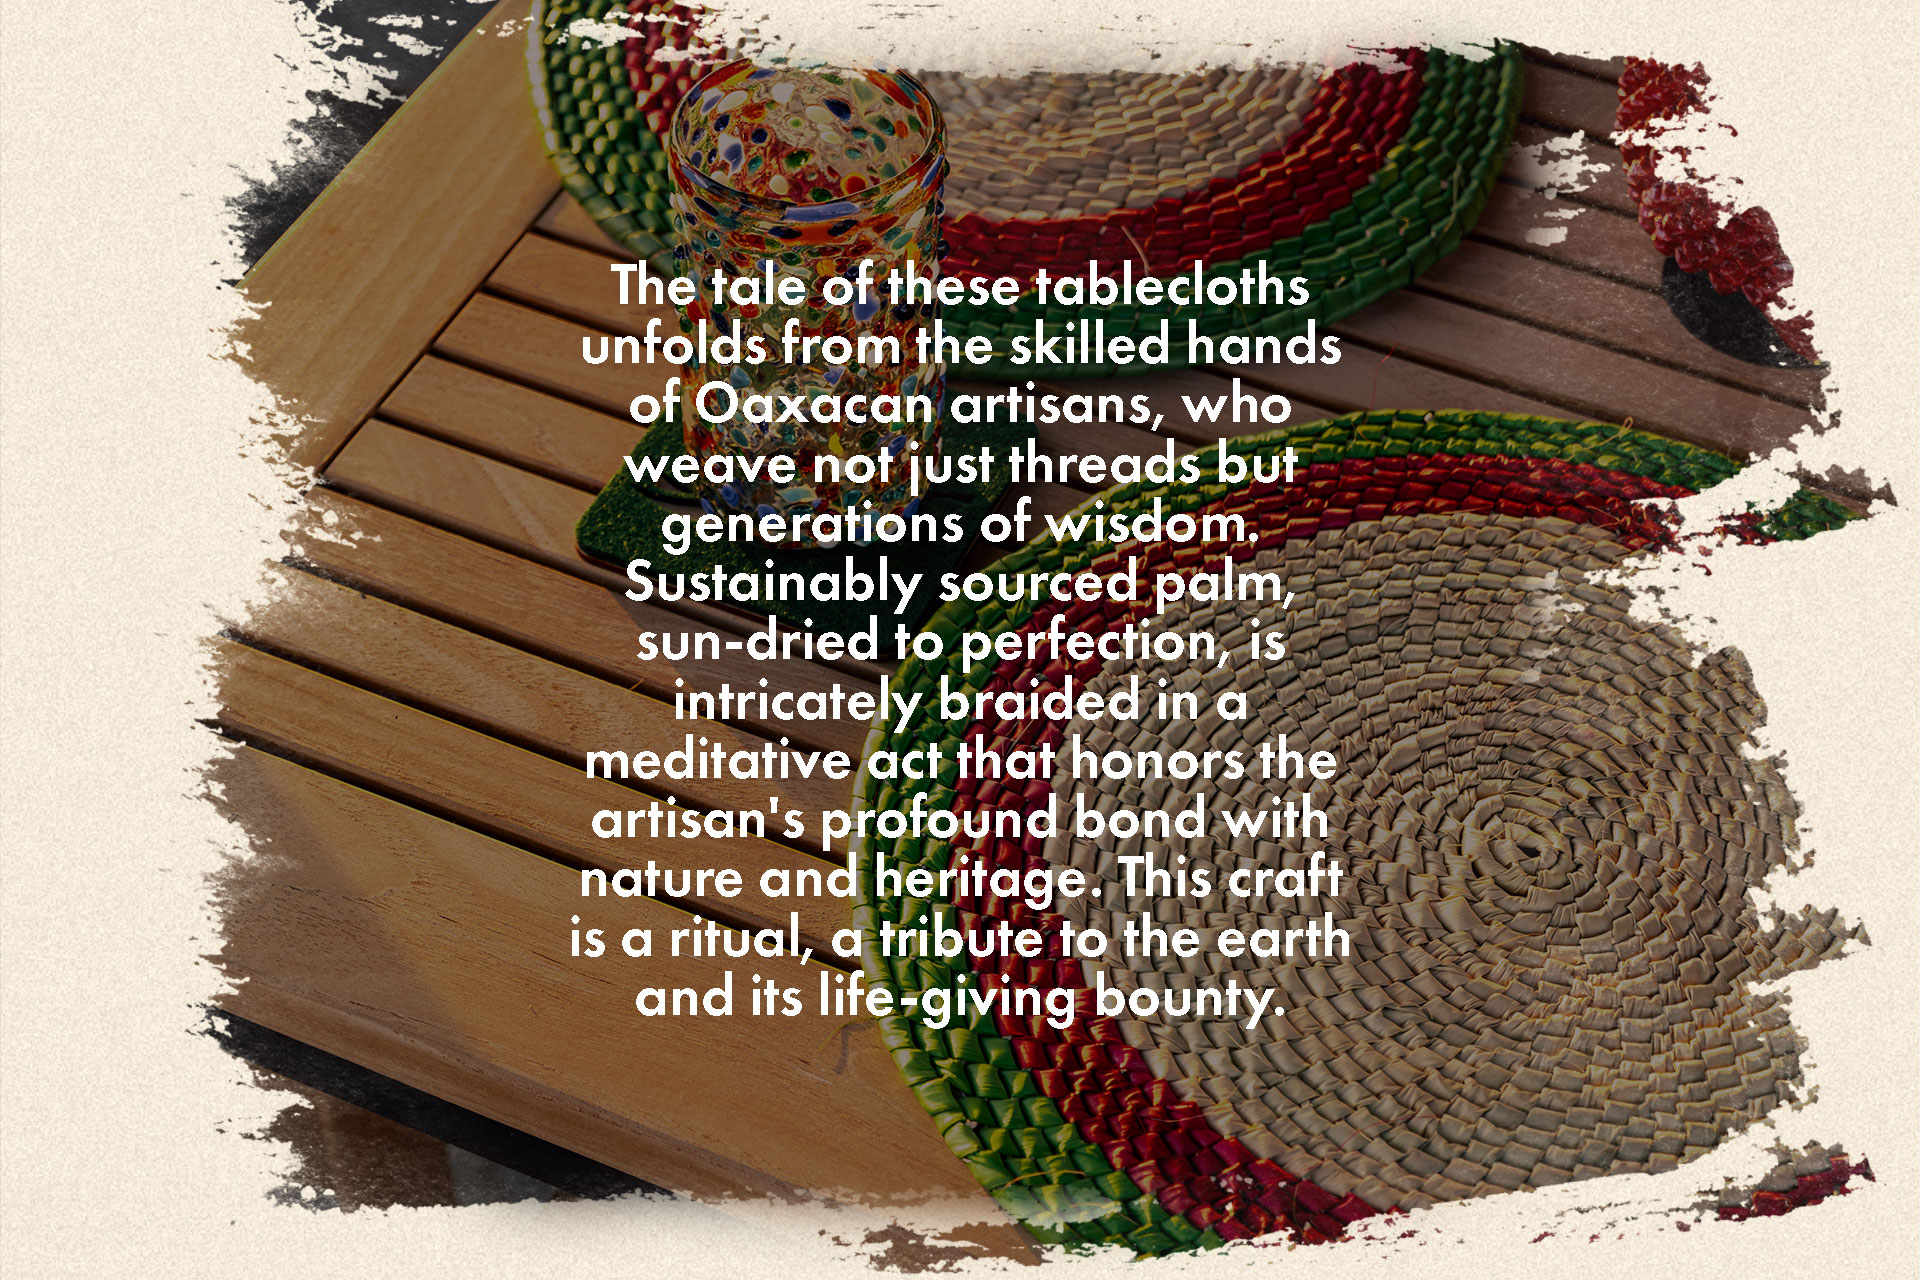 The tale of these tablecloths
unfolds from the skilled hands
of Oaxacan artisans, who
weave not just threads but
generations of wisdom.
Sustainably sourced palm,
sun-dried to perfection, is
intricately braided in a
meditative act that honors the
artisan's profound bond with
nature and heritage. This craft
is a ritual, a tribute to the earth
and its life-giving bounty.